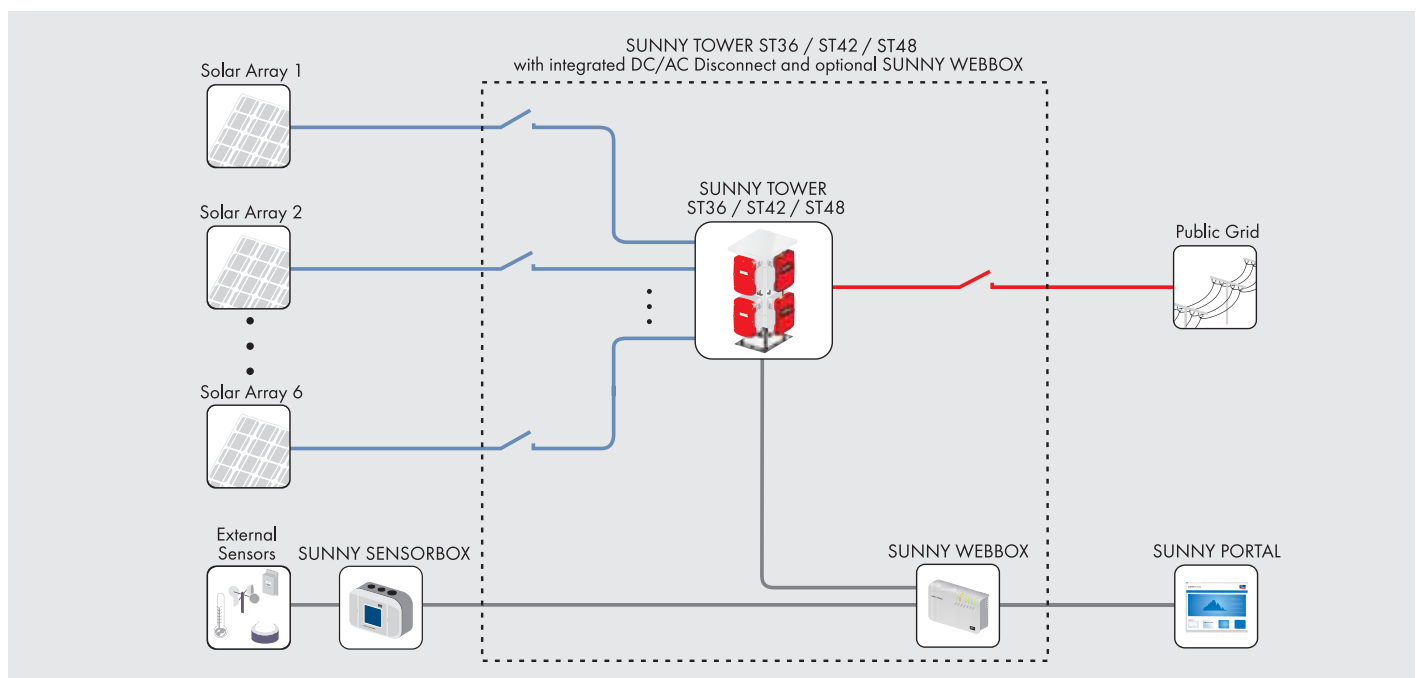 SUNNY TOWER ST36 / ST42 / ST48
with integrated DC/AC Disconnect and optional SUNNY WEBBOX
Solar Array 1
SUNNY TOWER
ST36 / ST42 / ST48
Solar Array 2
Public Grid
Solar Array 6
External
Sensors
SUNNY SENSORBOX
SUNNY WEBBOX
SUNNY PORTAL